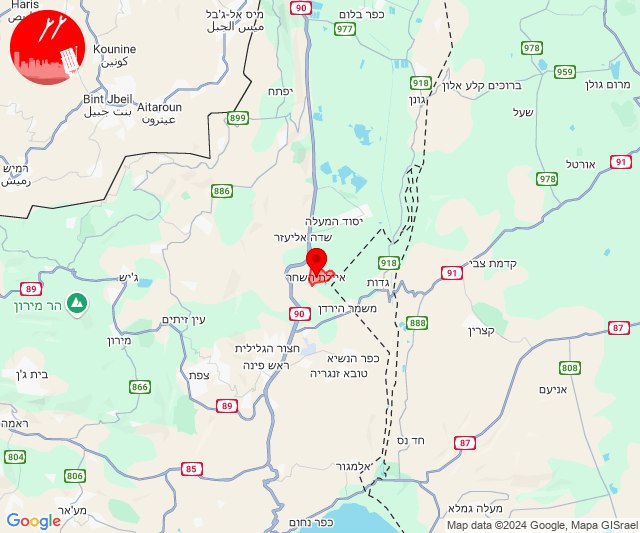 Haris
90
מיס אל-ג'בל
ميس الجبل
כפר בלום
977
Kounine
كونين
978
959
מרום גולן
918
ברוכים קלע אלון
גונן
Bint Jbeil
بنت جبيل
Aitaroun
عيترون
יפתח
899
שעל
רמיש
رميش
אורטל
91
978
886
יסוד המעלה
שדה אליעזר
918
קדמת צבי
91
ג'יש
89
איילת השחר
גדות
הר מירון
90
משמר הירדן
עין זיתים
888
קצרין
87
מירון
חצור הגלילית
ראש פינה
כפר הנשיא
טובא זנגריה
808
בית ג'ן
866
צפת
אניעם
89
ראמה
חד נס
87
804
85
806
אלמגור
מע'אר
מעלה גמלא
כפר נחום
Google
Map data ©2024 Google, Mapa GISrael